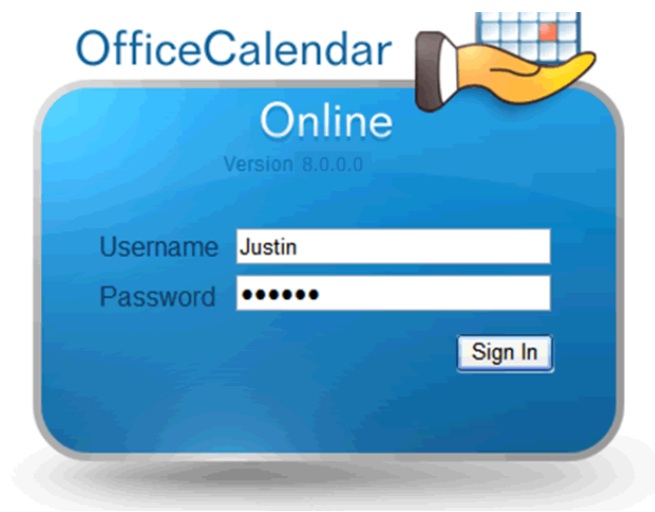 OfficeCalendar
Online
Version 8.0.0.0
Username Justin
Password ••••••
Sign In